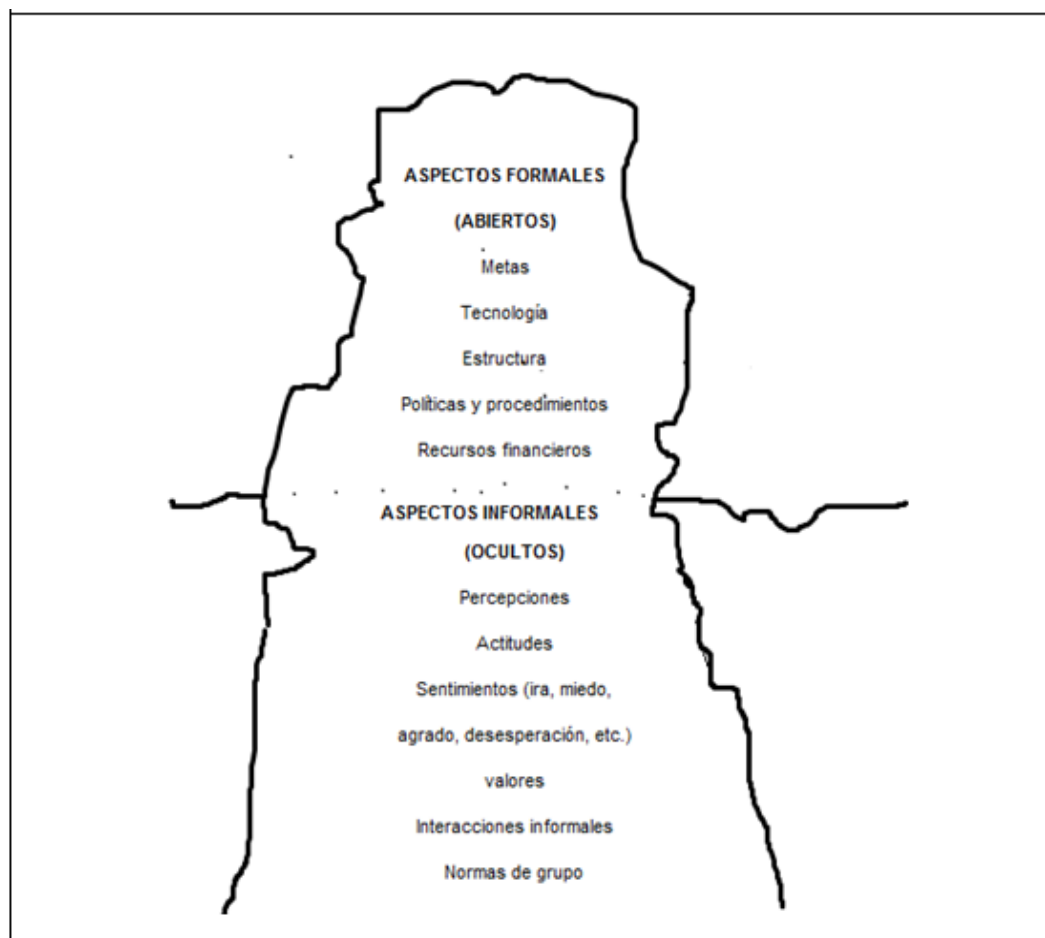 ASPECTOS FORMALES
(ABIERTOS)
Metas
Tecnología
Estructura
Políticas y procedimientos
Recursos financieros
ASPECTOS INFORMALES
(OCULTOS)
Percepciones
Actitudes
Sentimientos (ira, miedo,
agrado, desesperación, etc.)
valores
Interacciones informales
Normas de grupo